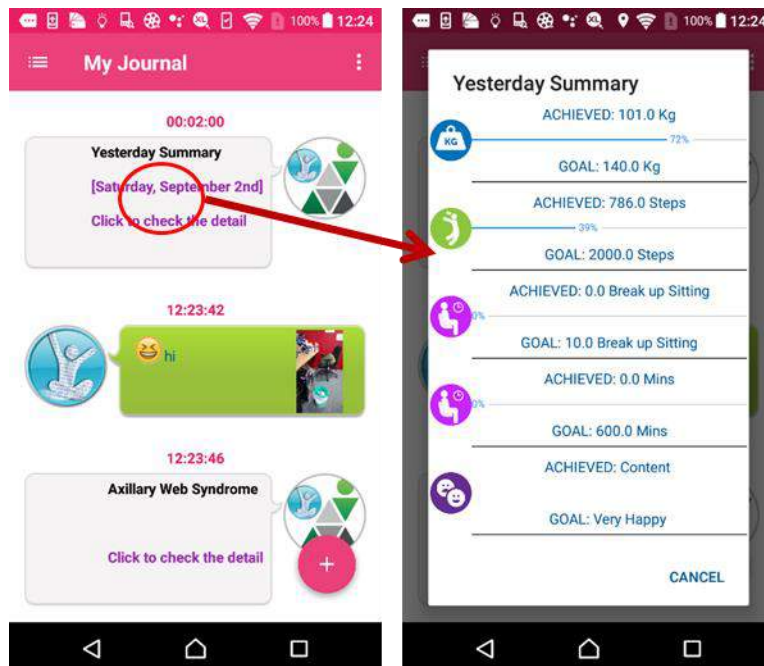 100% 12:24
My Journal
00:02:00
Yesterday Summary
[Saturday, September 2nd]
Click to check the detail
12:23:42
hi
12:23:46
Axillary Web Syndrome
Click to check the detail
+
XL 100% 12:24
Yesterday Summary
ACHIEVED: 101.0 Kg
KG
72%
GOAL: 140.0 Kg
ACHIEVED: 786.0 Steps
39%
GOAL: 2000.0 Steps
ACHIEVED: 0.0 Break up Sitting
0%
GOAL: 10.0 Break up Sitting
ACHIEVED: 0.0 Mins
0%
GOAL: 600.0 Mins
ACHIEVED: Content
GOAL: Very Happy
CANCEL